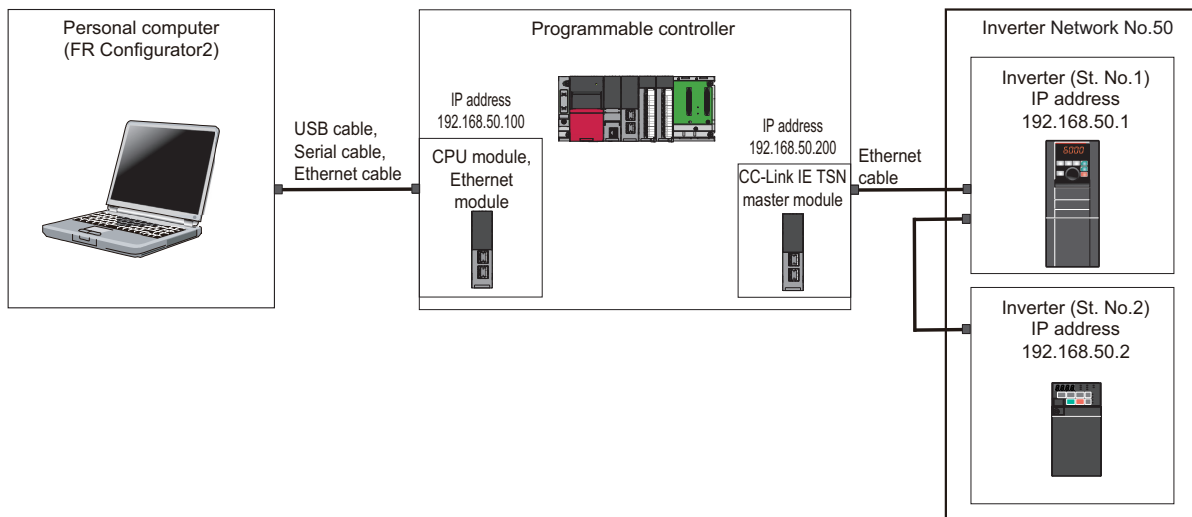 Personal computer
(FR Configurator2)
USB cable,
Serial cable,
Ethernet cable
Programmable controller
IP address
192.168.50.100
CPU module,
Ethernet
module
IP address
192.168.50.200
CC-Link IE TSN
master module
Ethernet
cable
Inverter Network No.50
Inverter (St. No.1)
IP address
192.168.50.1
6000
Inverter (St. No.2)
IP address
192.168.50.2